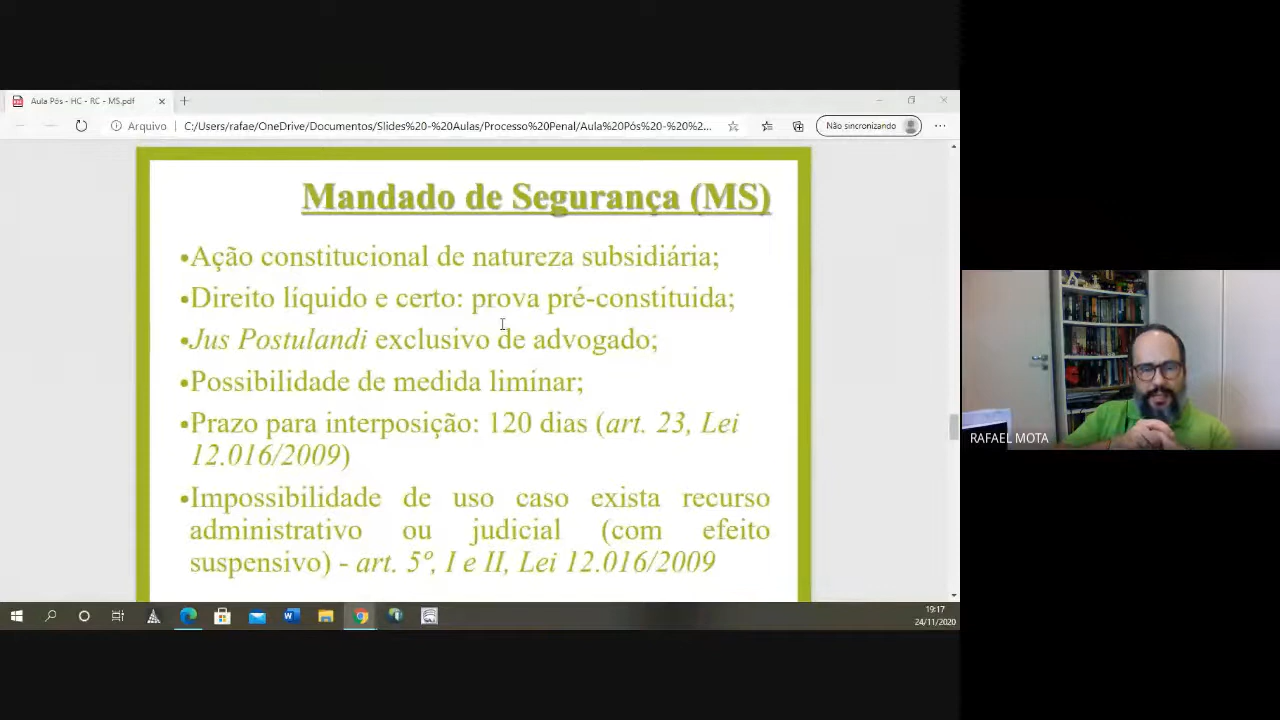 Aula Pós - HC - RC - MS.pdf
Arquivo
C:/Users/rafae/OneDrive/Documentos/Slides%20-%20Aulas/Processo%20Penal/Aula%20Pós%20-%20%2...
Não sincronizando
Mandado de Segurança (MS)
•Ação constitucional de natureza subsidiária;
•Direito líquido e certo: prova pré-constituida;
•Jus Postulandi exclusivo de advogado;
•Possibilidade de medida limínar;
•Prazo para interposição: 120 dias (art. 23, Lei
12.016/2009)
•Impossibilidade de uso caso exista recurso
administrativo ou judicial (com efeito
suspensivo) - art. 5º, I e II, Lei 12.016/2009
RAFAEL MOTA
19:17
24/11/2020